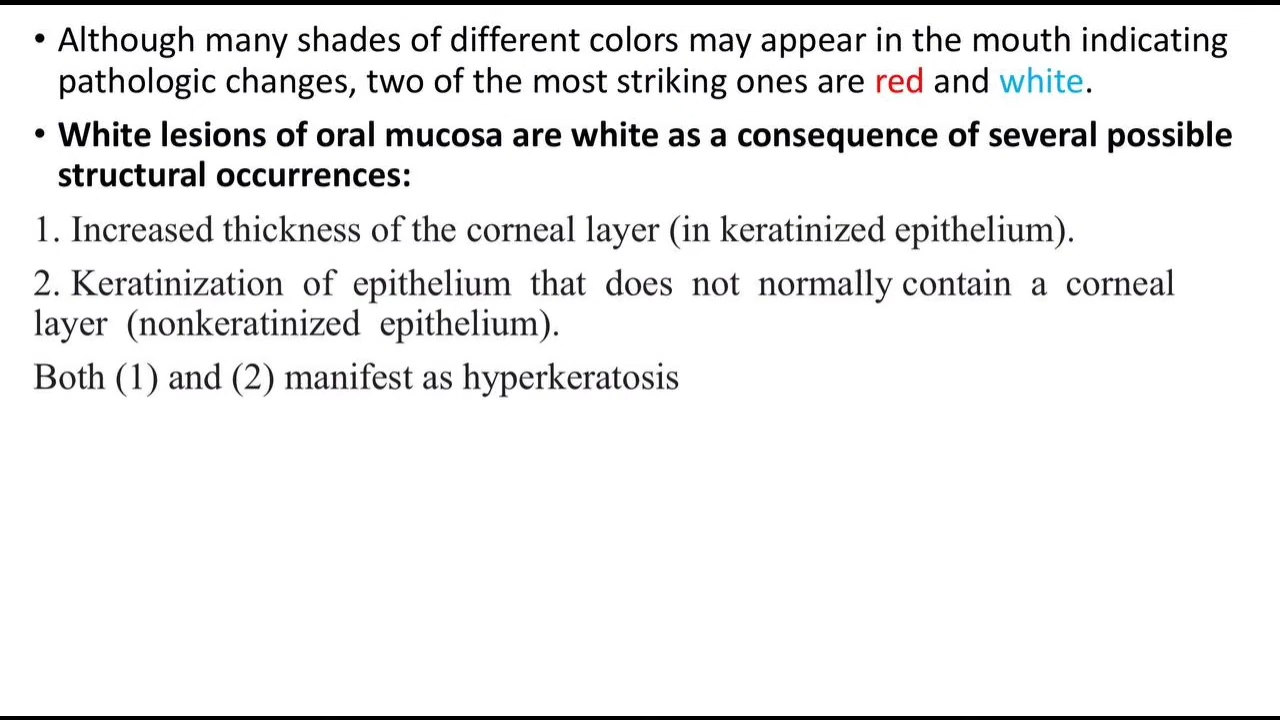 • Although many shades of different colors may appear in the mouth indicating
pathologic changes, two of the most striking ones are red and white.
• White lesions of oral mucosa are white as a consequence of several possible
structural occurrences:
1. Increased thickness of the corneal layer (in keratinized epithelium).
2. Keratinization of epithelium that does not normally contain a corneal
layer (nonkeratinized epithelium).
Both (1) and (2) manifest as hyperkeratosis